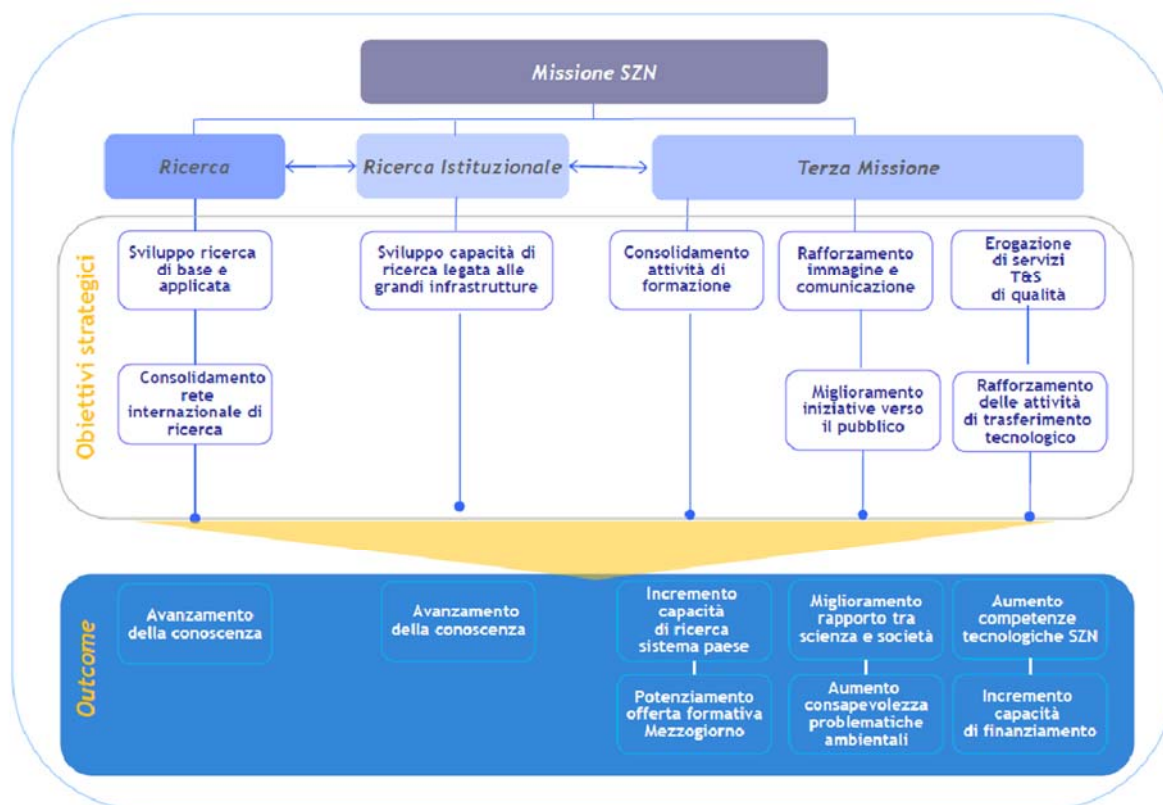 Missione SZN
Ricerca
Ricerca Istituzionale
Terza Missione
Obiettivi strategici
Sviluppo ricerca
di base e
applicata
Sviluppo capacità di
ricerca legata alle
grandi infrastrutture
Consolidamento
attività di
formazione
Rafforzamento
immagine e
comunicazione
Erogazione
di servizi
T&S
di qualità
Consolidamento
rete
internazionale di
ricerca
Miglioramento
iniziative verso
il pubblico
Rafforzamento
delle attività
di trasferimento
tecnologico
Outcome
Avanzamento
della conoscenza
Avanzamento
della conoscenza
Incremento
capacità
di ricerca
sistema paese
Miglioramento
rapporto tra
scienza e società
Aumento
competenze
tecnologiche SZN
Potenziamento
offerta formativa
Mezzogiorno
Aumento
consapevolezza
problematiche
ambientali
Incremento
capacità
di finanziamento